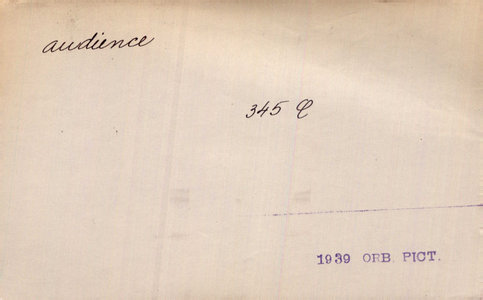 audience
345 φ
1939 ORB. PICT.